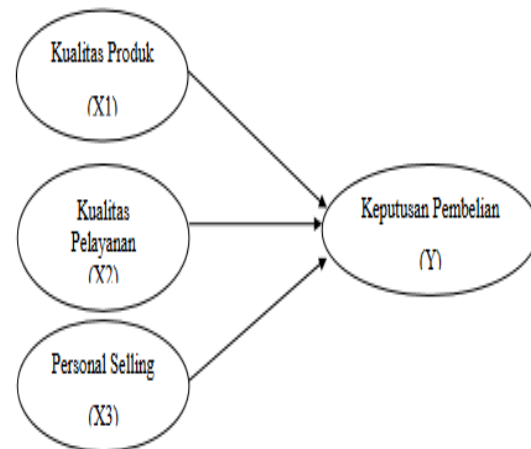 Kualitas Produk
(X1)
Kualitas
Pelayanan
(X2)
Personal Selling
(X3)
Keputusan Pembelian
(Y)